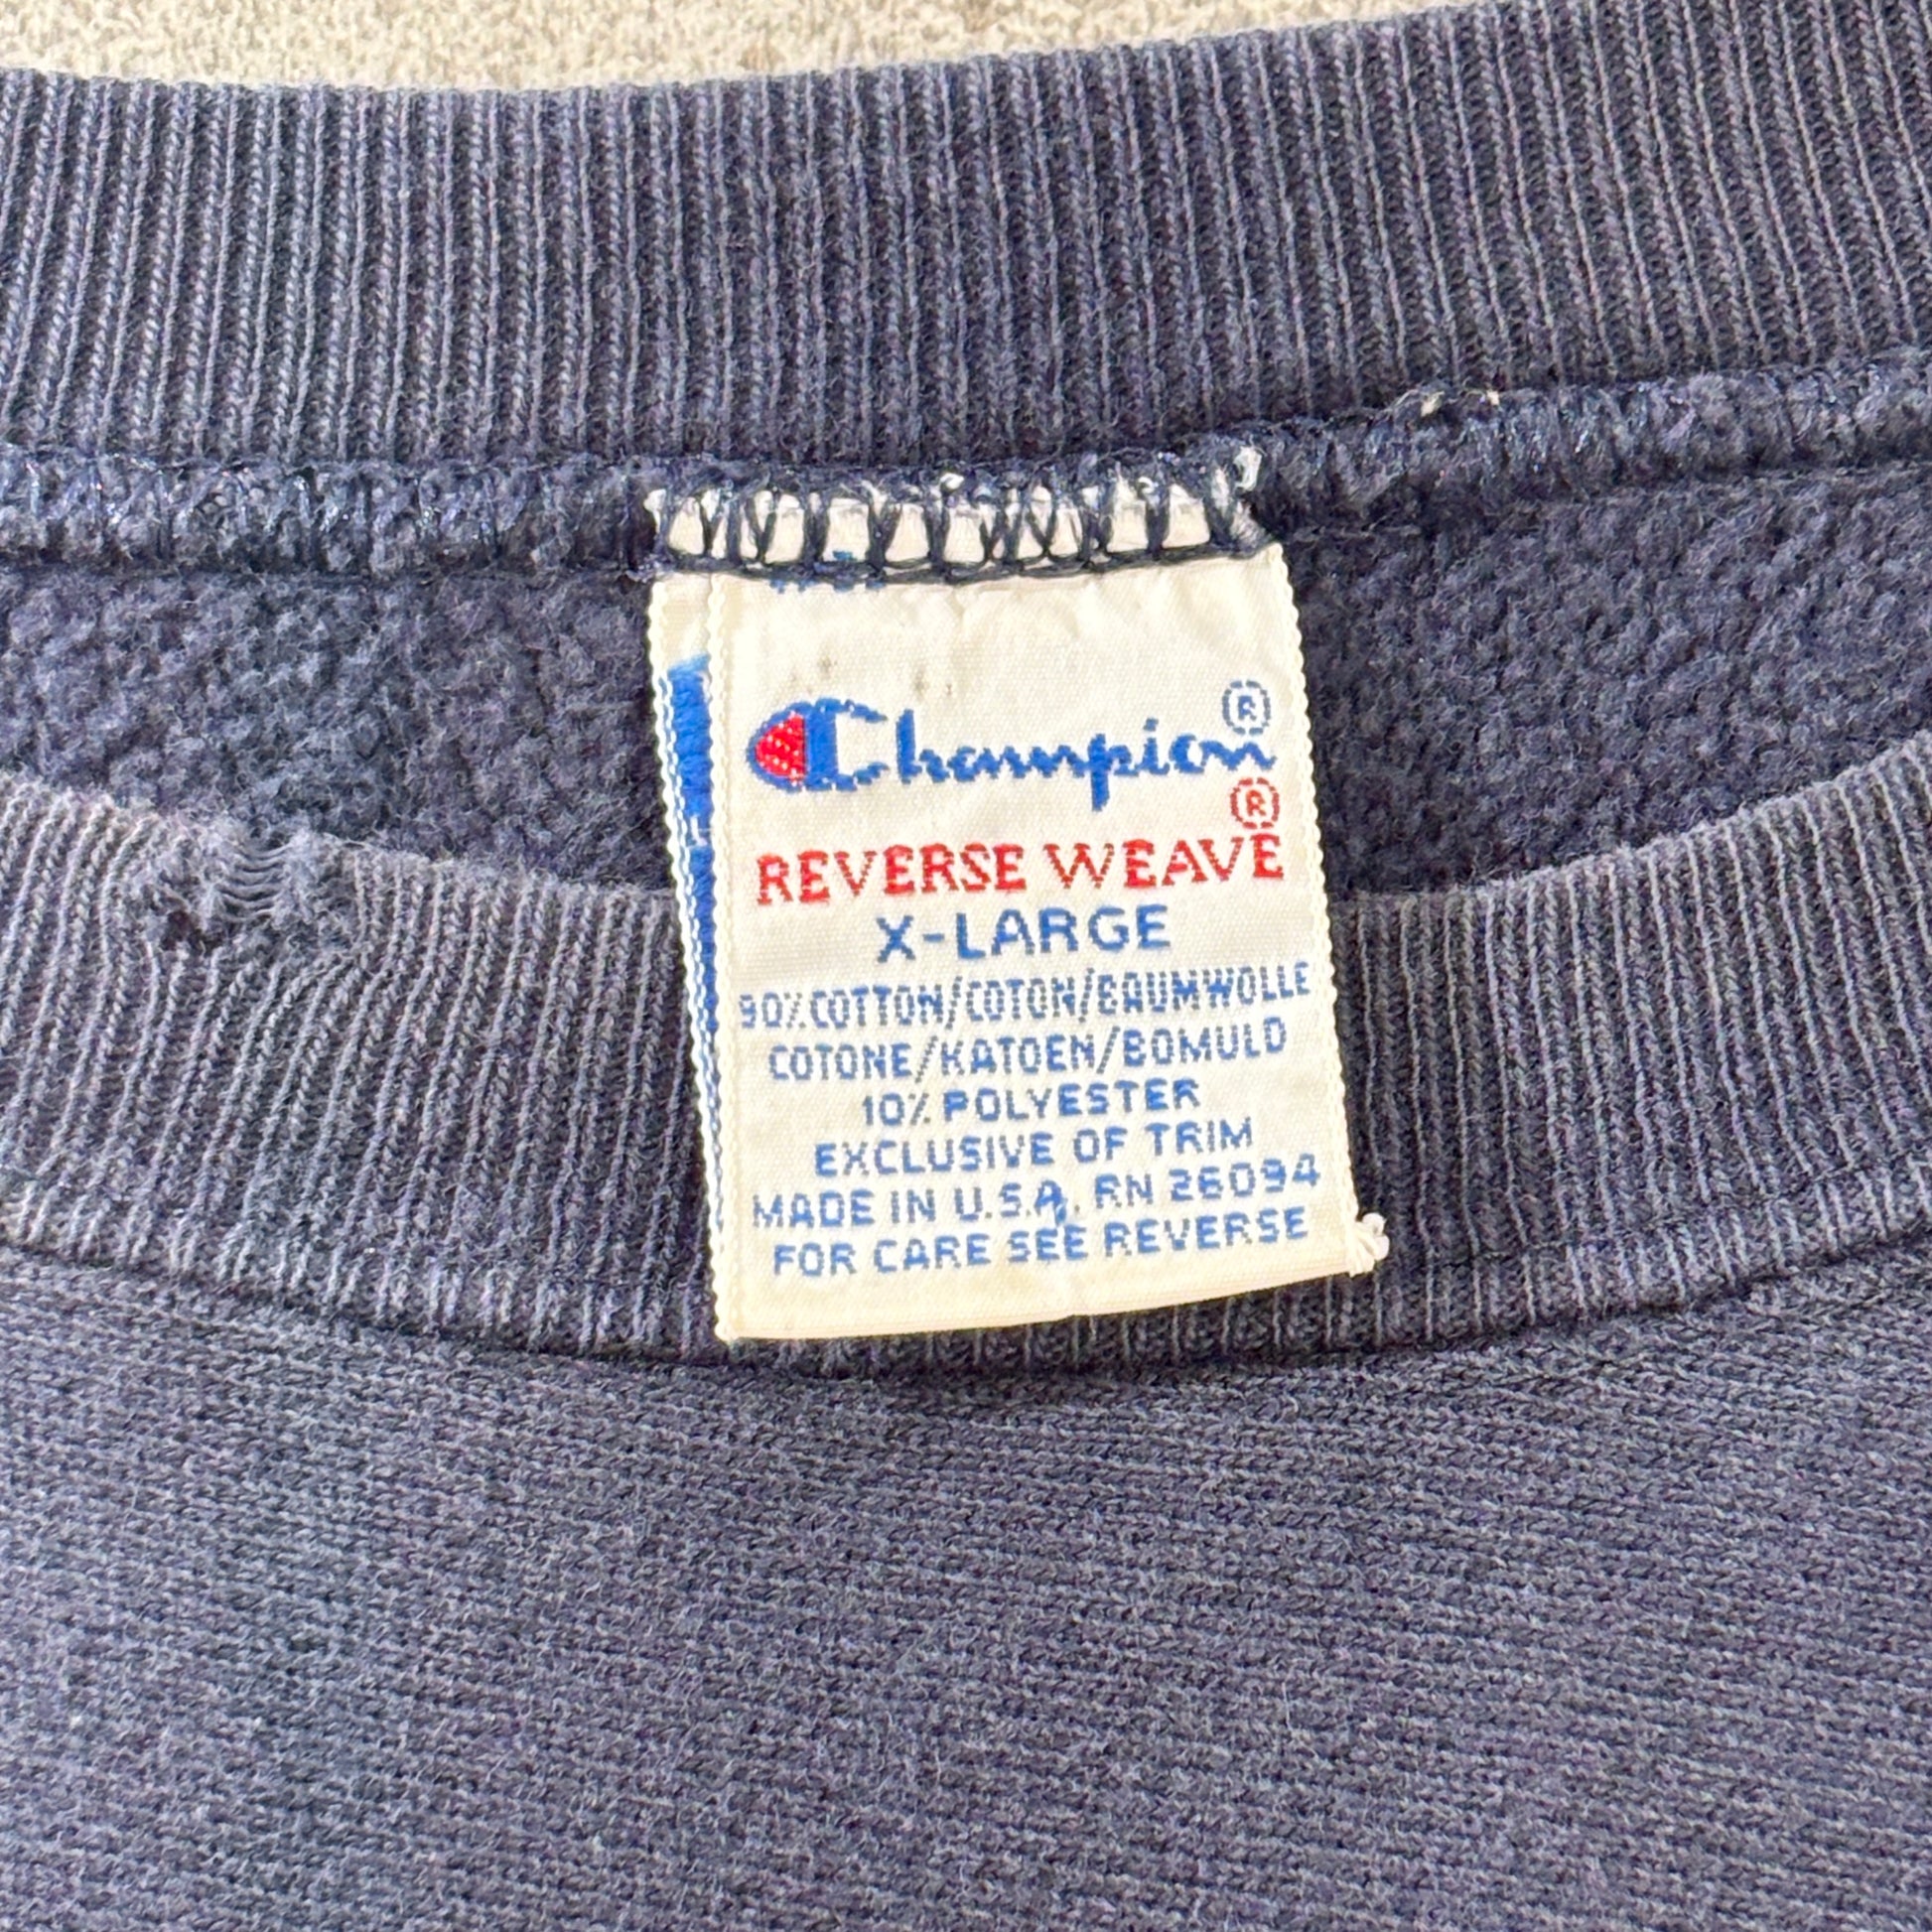 Champion®
®
REVERSE WEAVE
X-LARGE
90% COTTON/COTON/BAUMWOLLE
COTONE/KATOEN/BOMULD
10% POLYESTER
EXCLUSIVE OF TRIM
MADE IN U.S.A. RN 26094
FOR CARE SEE REVERSE